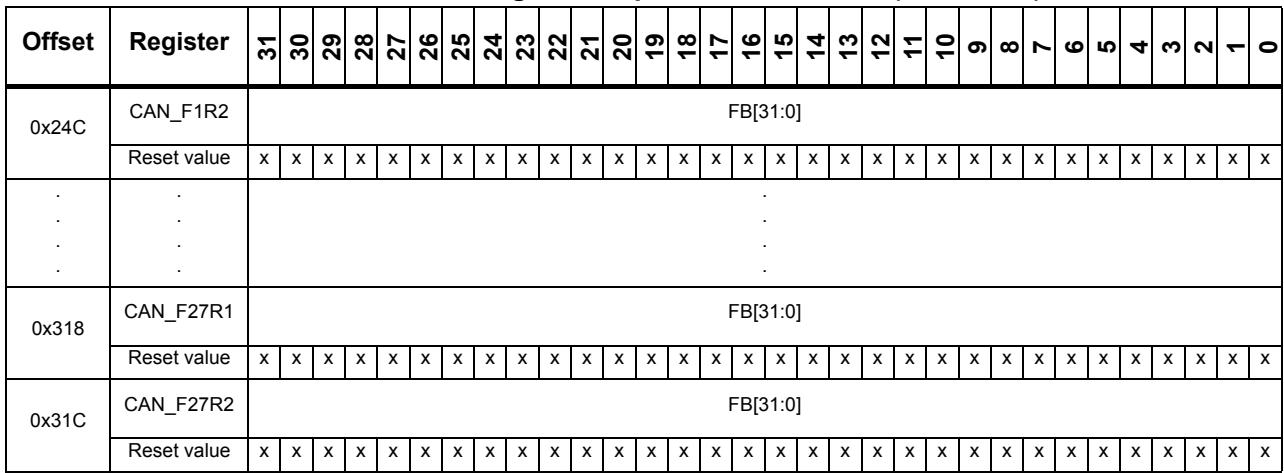 Offset Register 31 30 29 28 27 26 25 24 23 22 21 20 19 18 17 16 15 14 13 12 11 10 9 8 7 6 5 4 3 2 1 0
0x24C CAN_F1R2 FB[31:0]
Reset value x x x x x x x x x x x x x x x x x x x x x x x x x x x x x x x x
. . .
. . .
. . .
. . .
0x318 CAN_F27R1 FB[31:0]
Reset value x x x x x x x x x x x x x x x x x x x x x x x x x x x x x x x x
0x31C CAN_F27R2 FB[31:0]
Reset value x x x x x x x x x x x x x x x x x x x x x x x x x x x x x x x x